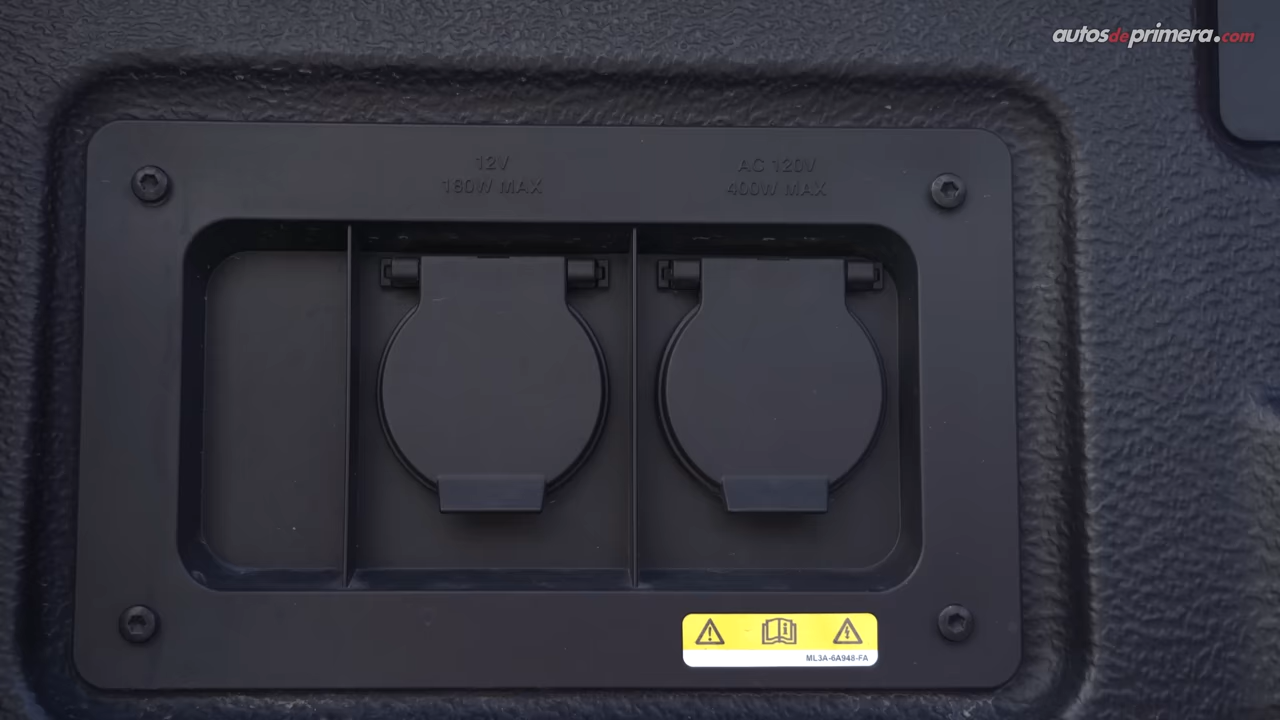 autosdeprimera.com
12V
180W MAX
AC 120V
400W MAX
ML3A-6A948-FA